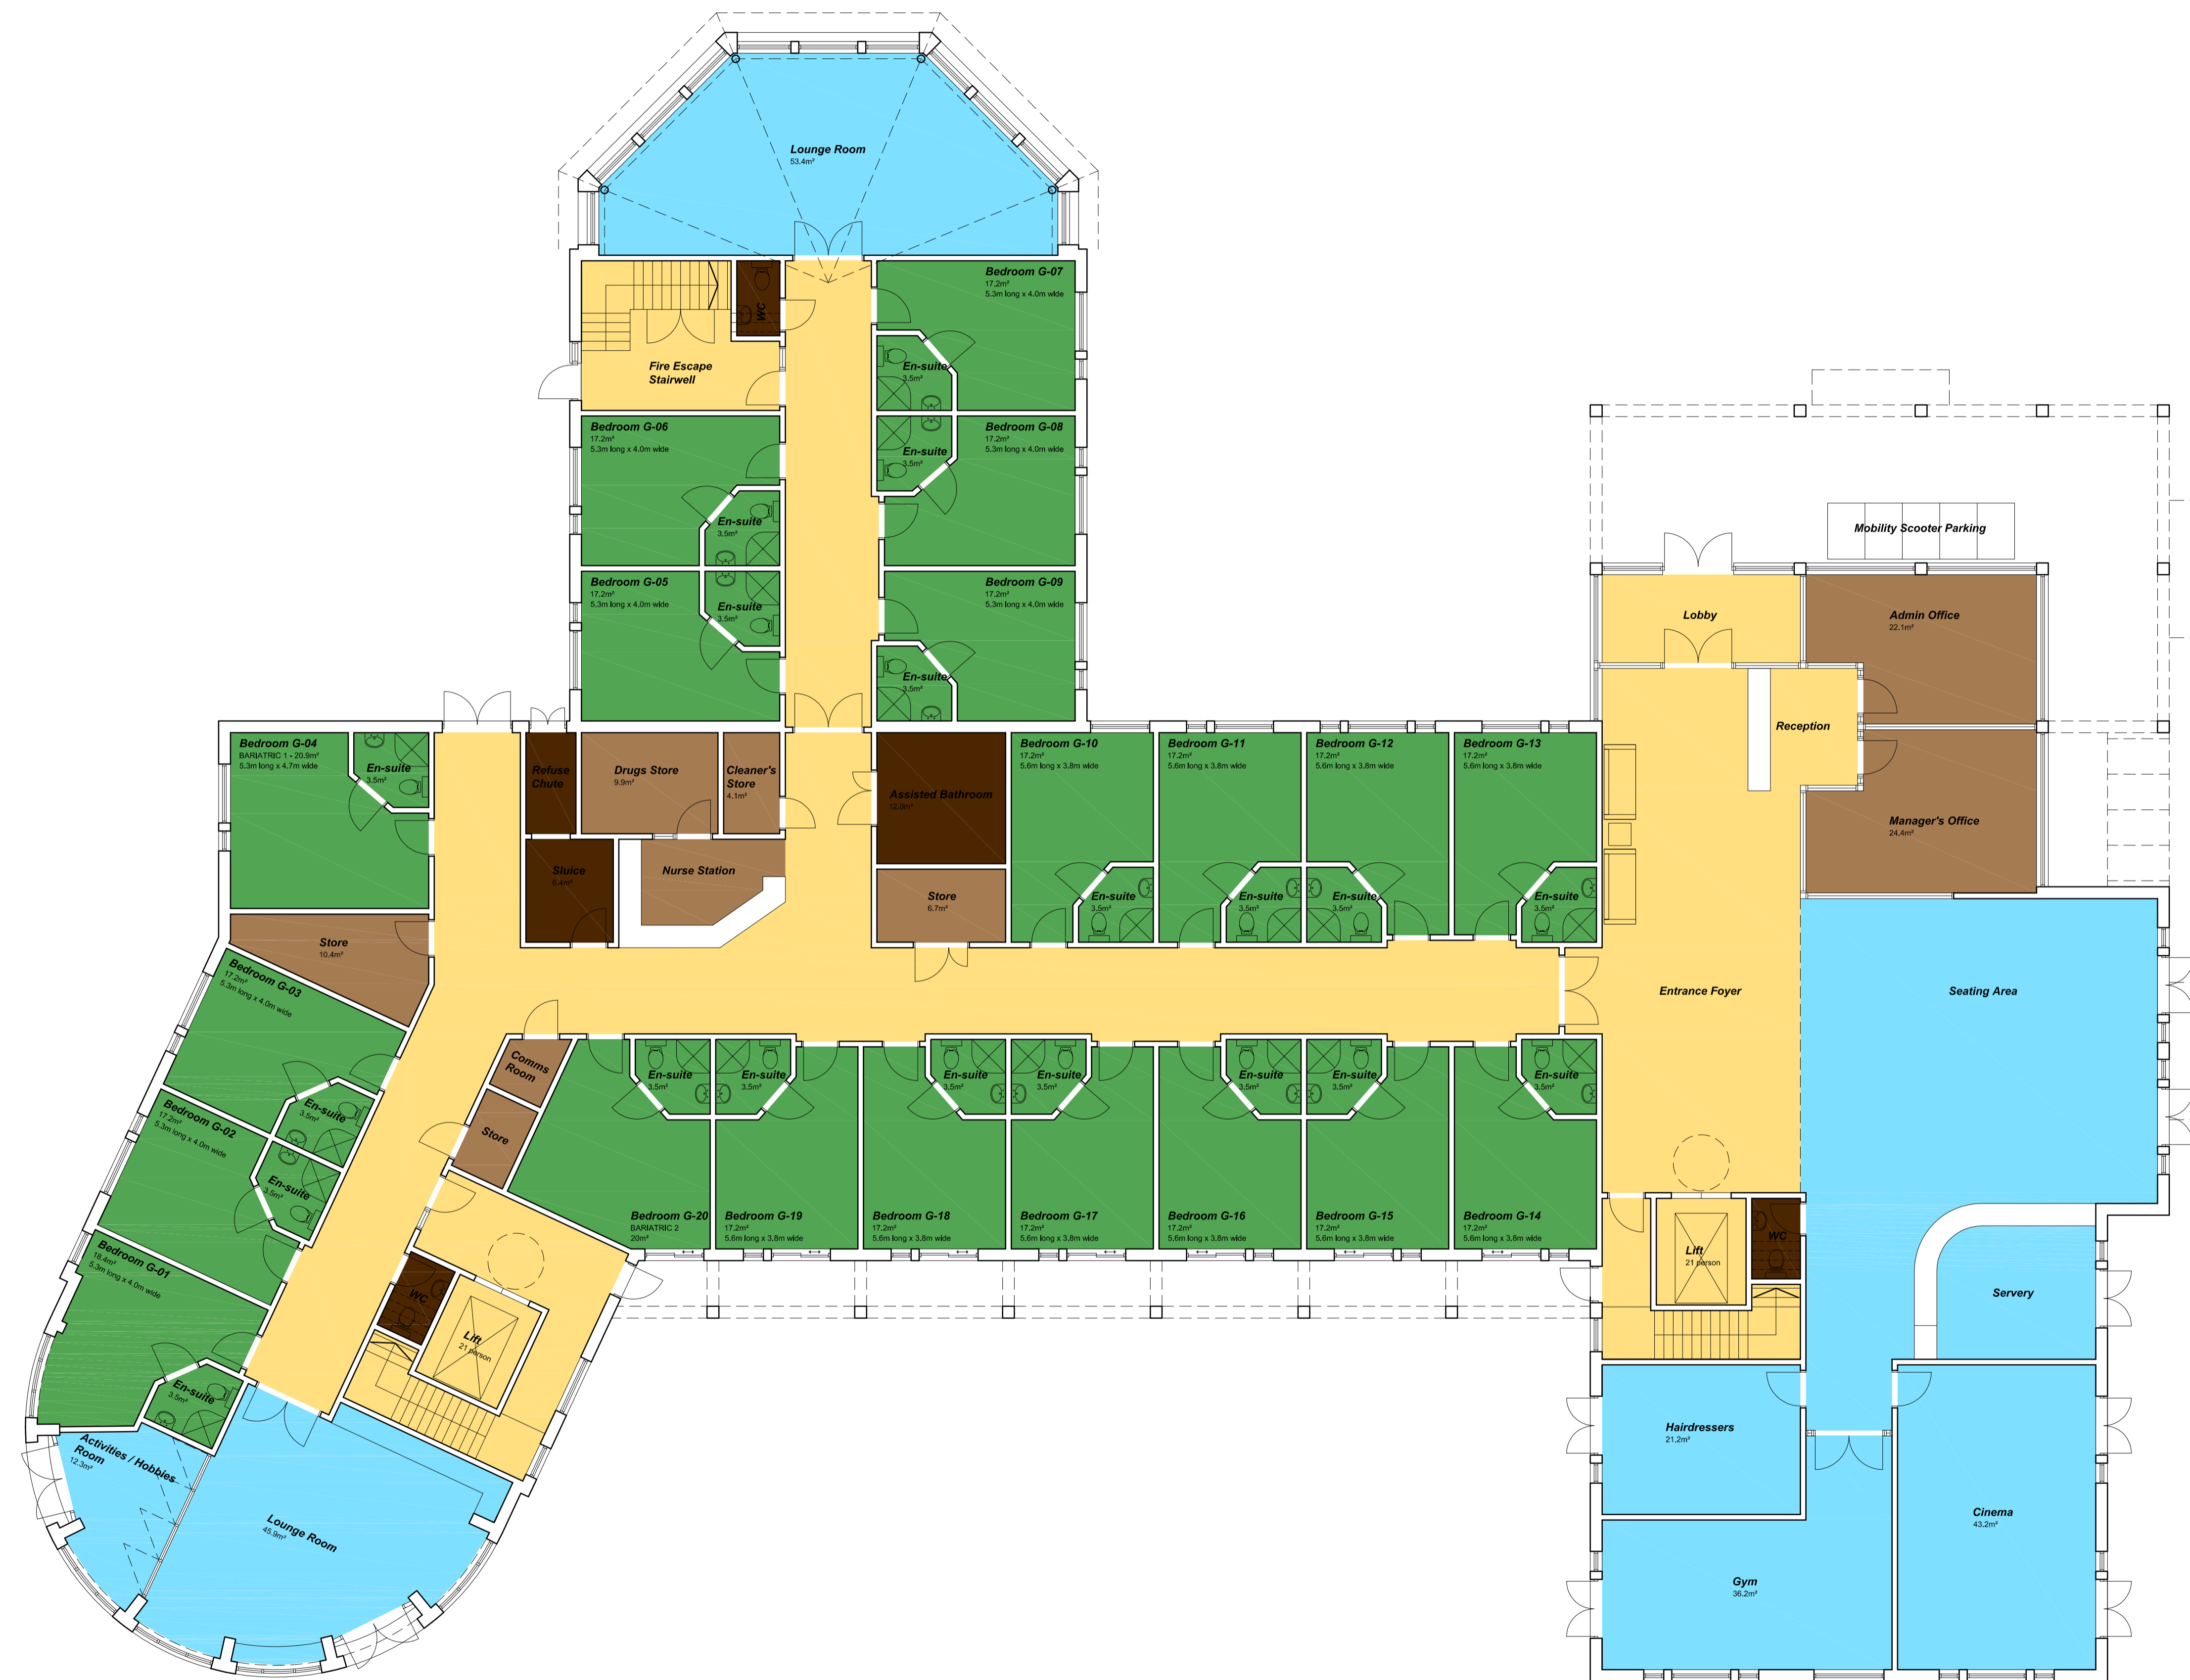 Lounge Room
53.4m²
WC
Fire Escape
Stairwell
Bedroom G-07
17.2m²
5.3m long x 4.0m wide
En-suite
3.5m²
Bedroom G-06
17.2m²
5.3m long x 4.0m wide
En-suite
3.5m²
Bedroom G-08
17.2m²
5.3m long x 4.0m wide
En-suite
3.5m²
Bedroom G-05
17.2m²
5.3m long x 4.0m wide
En-suite
3.5m²
Bedroom G-09
17.2m²
5.3m long x 4.0m wide
En-suite
3.5m²
Mobility Scooter Parking
Lobby
Admin Office
22.1m²
Reception
Manager's Office
24.4m²
Bedroom G-04
BARIATRIC 1 - 20.9m²
5.3m long x 4.7m wide
En-suite
3.5m²
Refuse
Chute
Drugs Store
9.9m²
Cleaner's
Store
4.1m²
Assisted Bathroom
12.0m²
Bedroom G-10
17.2m²
5.6m long x 3.8m wide
En-suite
3.5m²
Bedroom G-11
17.2m²
5.6m long x 3.8m wide
En-suite
3.5m²
Bedroom G-12
17.2m²
5.6m long x 3.8m wide
En-suite
3.5m²
Bedroom G-13
17.2m²
5.6m long x 3.8m wide
En-suite
3.5m²
Sluice
6.4m²
Nurse Station
Store
6.7m²
Store
10.4m²
Bedroom G-03
17.2m²
5.3m long x 4.0m wide
En-suite
3.5m²
Bedroom G-02
17.2m²
5.3m long x 4.0m wide
En-suite
3.5m²
Bedroom G-01
18.4m²
5.3m long x 4.0m wide
En-suite
3.5m²
Comms
Room
Store
En-suite
3.5m²
Bedroom G-20
BARIATRIC 2
20m²
En-suite
3.5m²
Bedroom G-19
17.2m²
5.6m long x 3.8m wide
En-suite
3.5m²
Bedroom G-18
17.2m²
5.6m long x 3.8m wide
En-suite
3.5m²
Bedroom G-17
17.2m²
5.6m long x 3.8m wide
En-suite
3.5m²
Bedroom G-16
17.2m²
5.6m long x 3.8m wide
En-suite
3.5m²
Bedroom G-15
17.2m²
5.6m long x 3.8m wide
En-suite
3.5m²
Bedroom G-14
17.2m²
5.6m long x 3.8m wide
Entrance Foyer
Seating Area
Lift
21 person
WC
Servery
WC
Lift
21 person
Activities / Hobbies
Room
12.3m²
Lounge Room
45.9m²
Hairdressers
21.2m²
Cinema
43.2m²
Gym
36.2m²